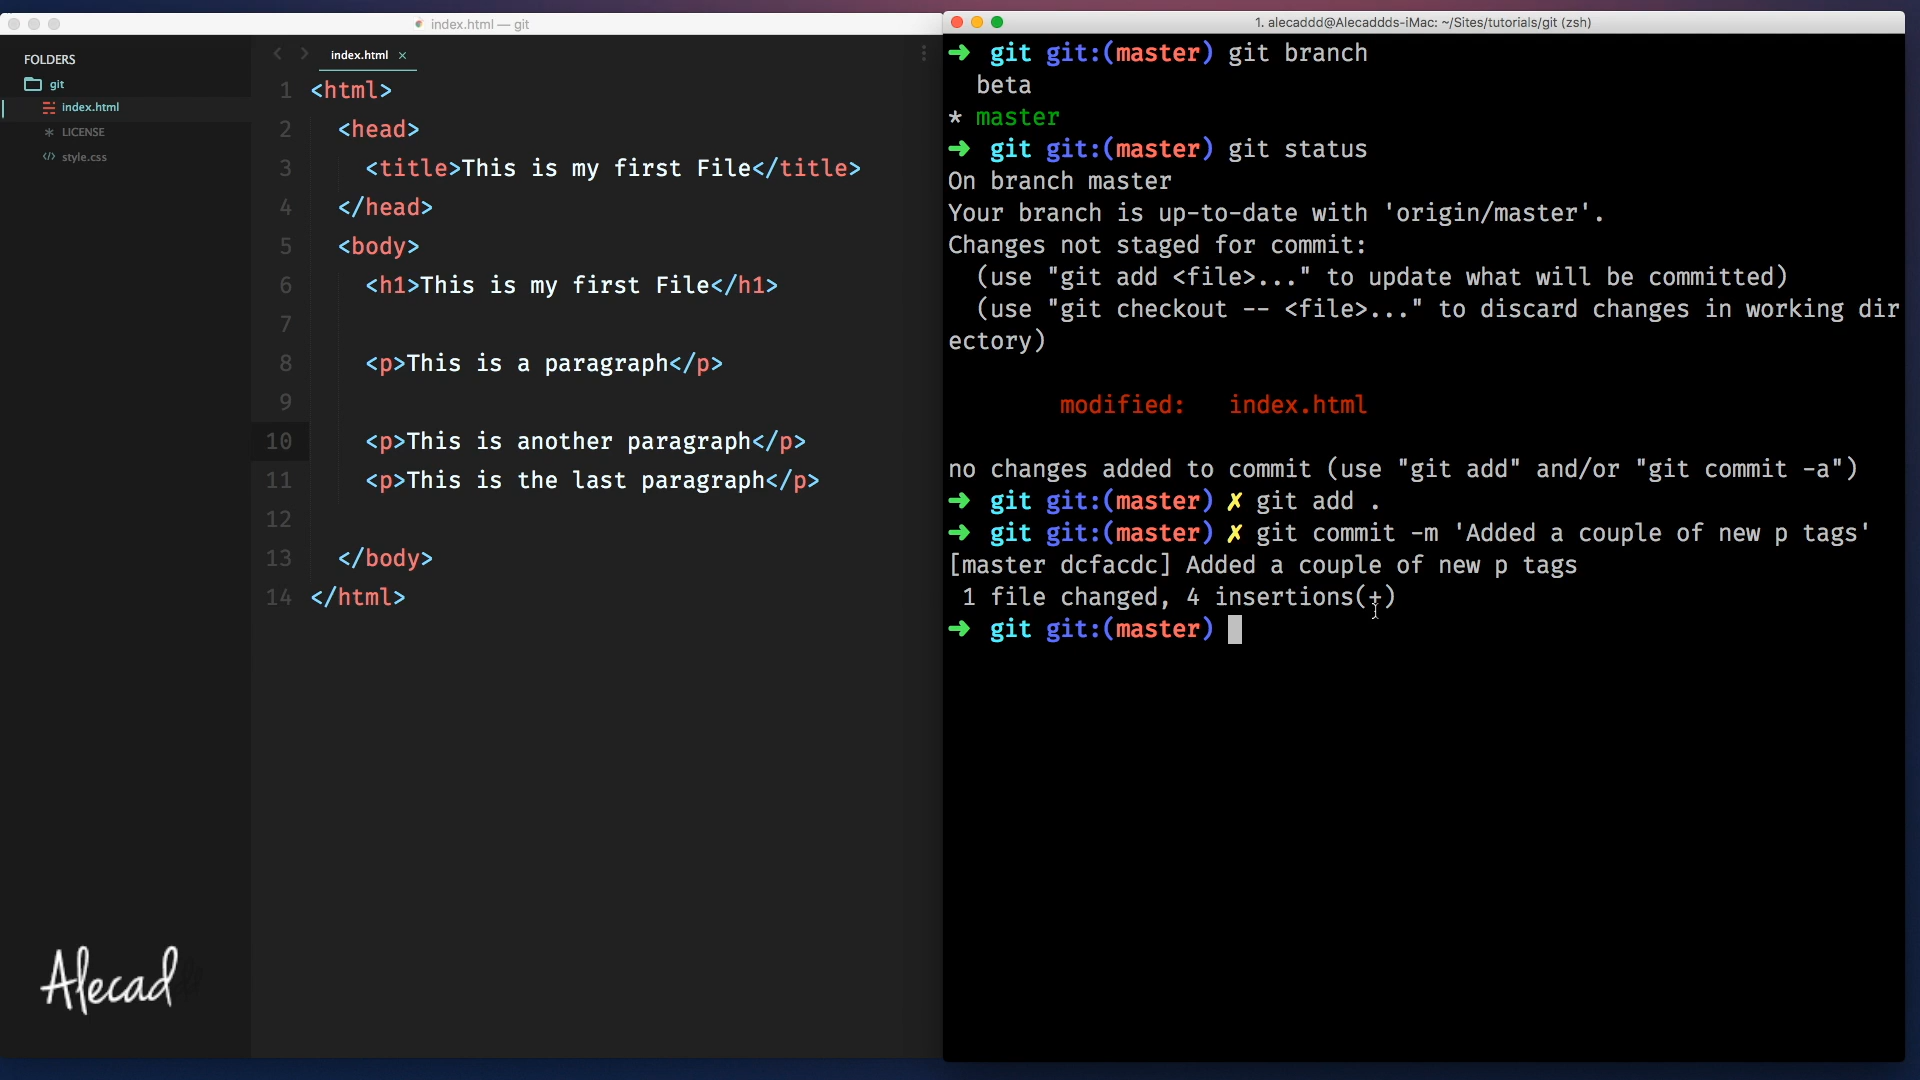 index.html — git
FOLDERS
git
index.html
LICENSE
style.css
index.html ×
1 <html>
2 <head>
3 <title>This is my first File</title>
4 </head>
5 <body>
6 <h1>This is my first File</h1>
7
8 <p>This is a paragraph</p>
9
10 <p>This is another paragraph</p>
11 <p>This is the last paragraph</p>
12
13 </body>
14 </html>
Alecad
1. alecaddd@Alecaddds-iMac: ~/Sites/tutorials/git (zsh)
➜ git git:(master) git branch
beta
* master
➜ git git:(master) git status
On branch master
Your branch is up-to-date with 'origin/master'.
Changes not staged for commit:
(use "git add <file>..." to update what will be committed)
(use "git checkout -- <file>..." to discard changes in working dir
ectory)
modified: index.html
no changes added to commit (use "git add" and/or "git commit -a")
➜ git git:(master) ✗ git add .
➜ git git:(master) ✗ git commit -m 'Added a couple of new p tags'
[master dcfacdc] Added a couple of new p tags
1 file changed, 4 insertions(+)
➜ git git:(master)